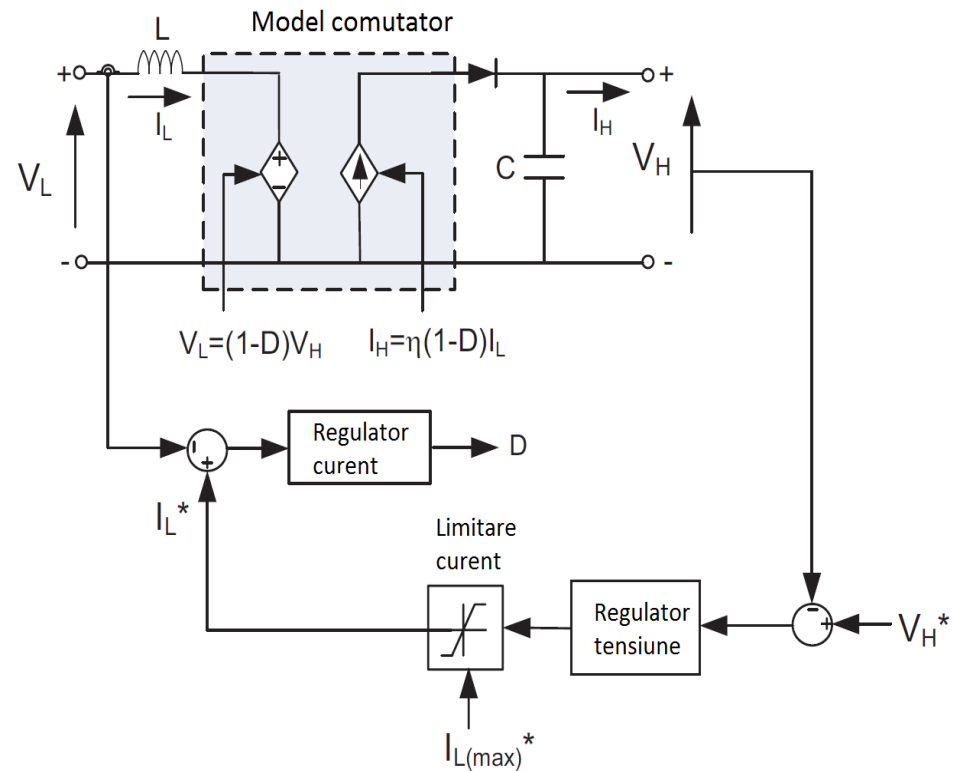 Model comutator
L
+
+
I_L
I_H
V_L
+
-
C
V_H
-
-
V_L=(1-D)V_H
I_H=η(1-D)I_L
Regulator
curent
D
-
+
I_L*
Limitare
curent
Regulator
tensiune
-
+
V_H*
I_L(max)*